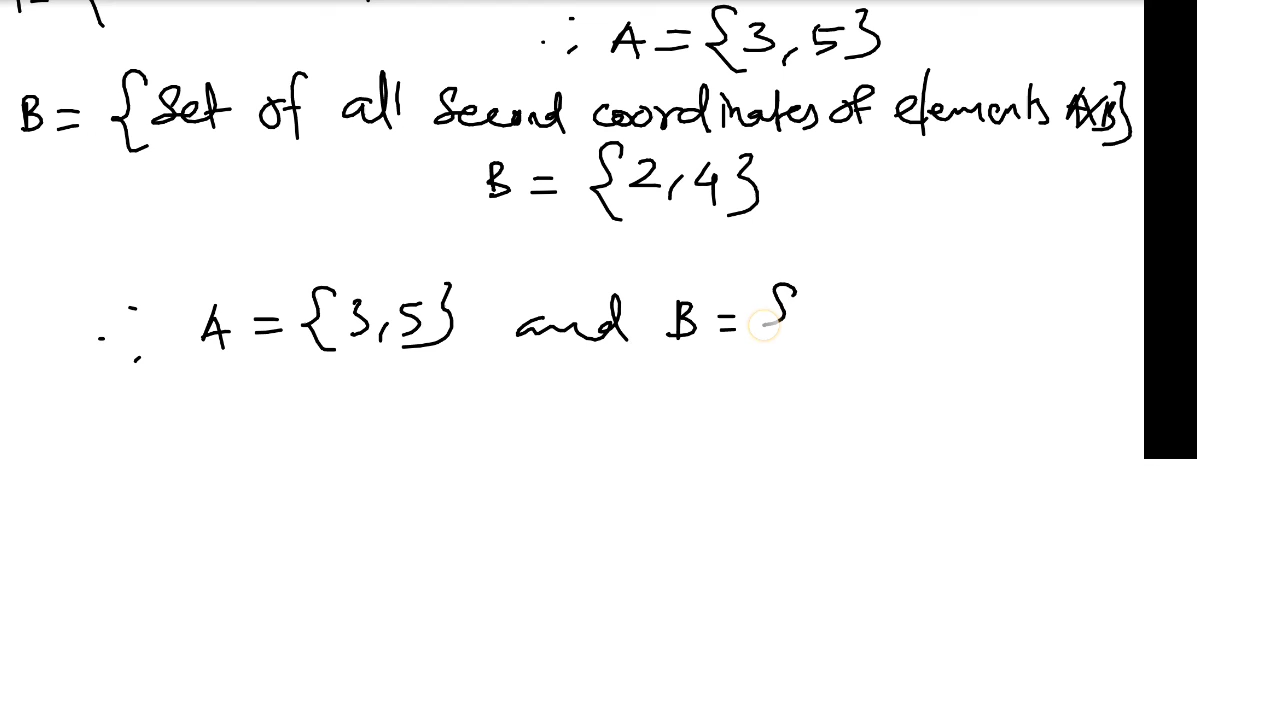 ∴ A = {3, 5}
B = {Set of all Second coordinates of elements A×B}
B = {2, 4}
∴ A = {3, 5} and B = {